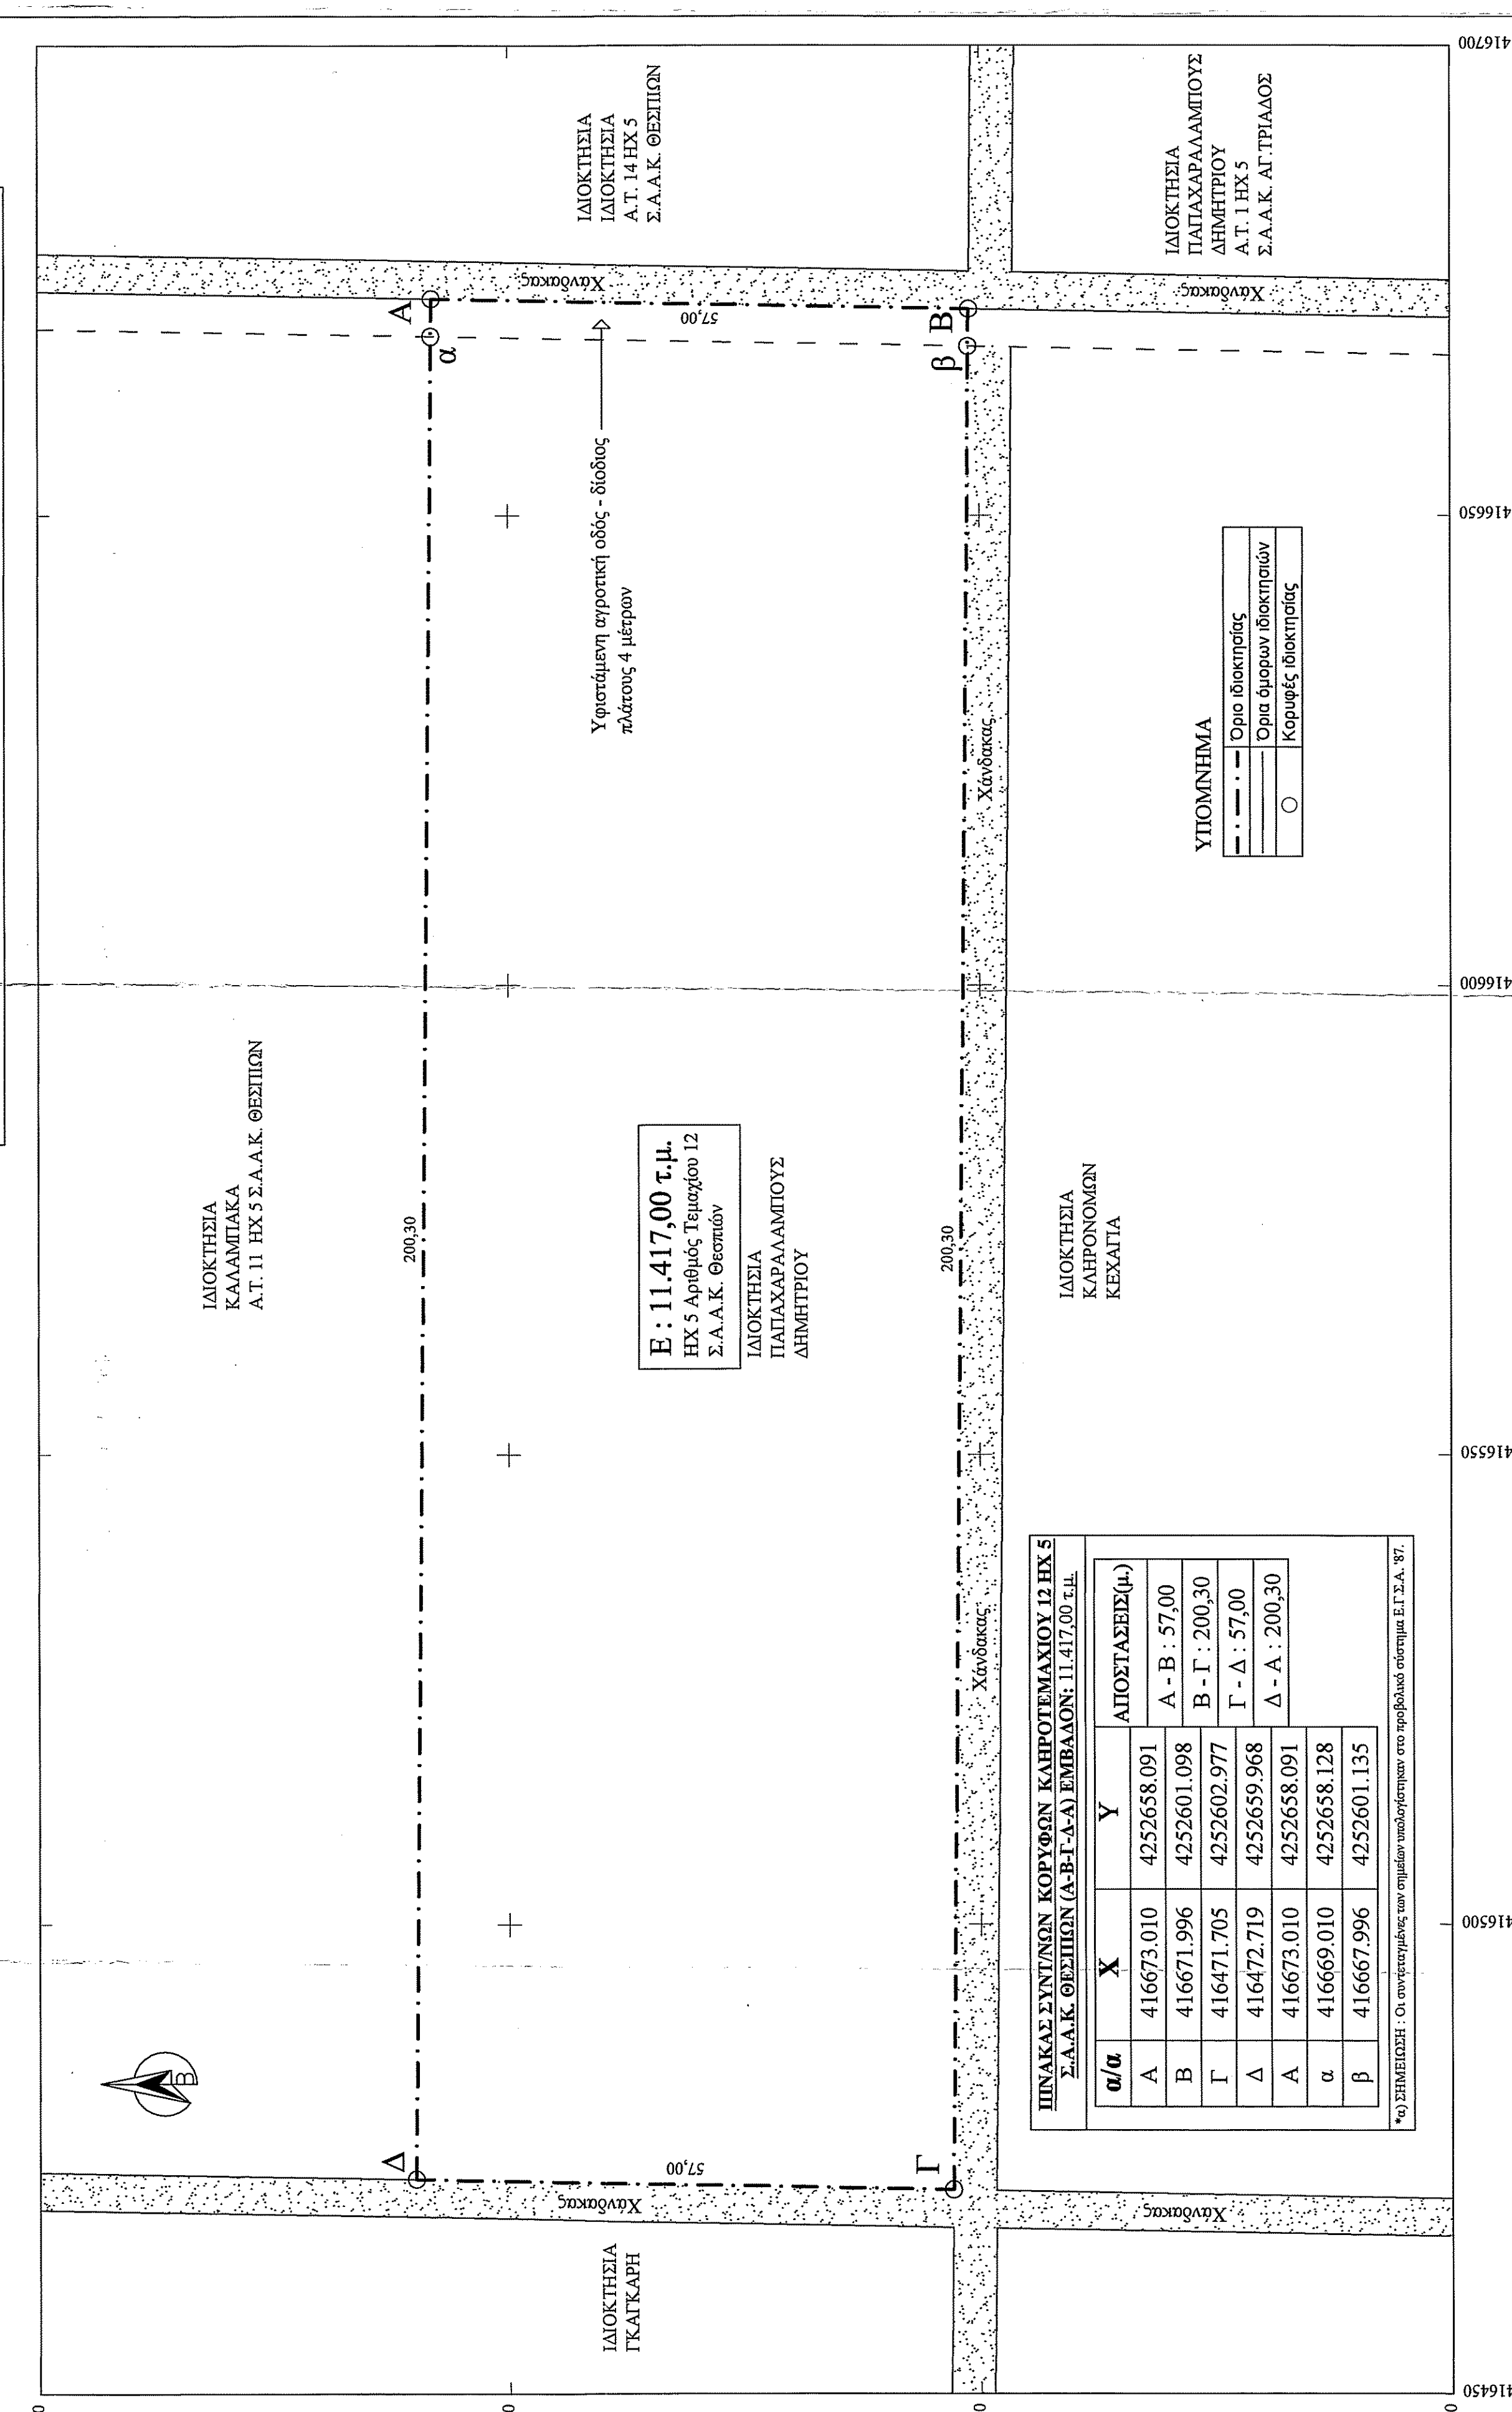 Β
ΙΔΙΟΚΤΗΣΙΑ
ΚΑΛΑΜΠΑΚΑ
Α.Τ. 11 ΗΧ 5 Σ.Α.Α.Κ. ΘΕΣΠΙΩΝ
Δ
Α
α
200,30
ΙΔΙΟΚΤΗΣΙΑ
ΓΚΑΓΚΑΡΗ
Χάνδακας
57,00
Ε : 11.417,00 τ.μ.
ΗΧ 5 Αριθμός Τεμαχίου 12
Σ.Α.Α.Κ. Θεσπιών
ΙΔΙΟΚΤΗΣΙΑ
ΠΑΠΑΧΑΡΑΛΑΜΠΟΥΣ
ΔΗΜΗΤΡΙΟΥ
Υφιστάμενη αγροτική οδός - δίοδιος
πλάτους 4 μέτρων
57,00
Χάνδακας
ΙΔΙΟΚΤΗΣΙΑ
ΙΔΙΟΚΤΗΣΙΑ
Α.Τ. 14 ΗΧ 5
Σ.Α.Α.Κ. ΘΕΣΠΙΩΝ
Γ
200,30
β
Β
Χάνδακας
Χάνδακας
Χάνδακας
Χάνδακας
ΙΔΙΟΚΤΗΣΙΑ
ΚΛΗΡΟΝΟΜΩΝ
ΚΕΧΑΓΙΑ
ΙΔΙΟΚΤΗΣΙΑ
ΠΑΠΑΧΑΡΑΛΑΜΠΟΥΣ
ΔΗΜΗΤΡΙΟΥ
Α.Τ. 1 ΗΧ 5
Σ.Α.Α.Κ. ΑΓ.ΤΡΙΑΔΟΣ
ΠΙΝΑΚΑΣ ΣΥΝΤ/ΝΩΝ ΚΟΡΥΦΩΝ ΚΛΗΡΟΤΕΜΑΧΙΟΥ 12 ΗΧ 5
Σ.Α.Α.Κ. ΘΕΣΠΙΩΝ (Α-Β-Γ-Δ-Α) ΕΜΒΑΔΟΝ: 11.417,00 τ.μ.
α/α Χ Υ ΑΠΟΣΤΑΣΕΙΣ(μ.)
Α 416673.010 4252658.091 Α - Β : 57,00
Β 416671.996 4252601.098 Β - Γ : 200,30
Γ 416471.705 4252602.977 Γ - Δ : 57,00
Δ 416472.719 4252659.968 Δ - Α : 200,30
Α 416673.010 4252658.091
α 416669.010 4252658.128
β 416667.996 4252601.135
*α) ΣΗΜΕΙΩΣΗ : Οι συντεταγμένες των σημείων υπολογίστηκαν στο προβολικό σύστημα Ε.Γ.Σ.Α. '87.
ΥΠΟΜΝΗΜΑ
Όριο ιδιοκτησίας
Όρια όμορων ιδιοκτησιών
Κορυφές ιδιοκτησίας
0
0
0
0
416450
416500
416550
416600
416650
416700